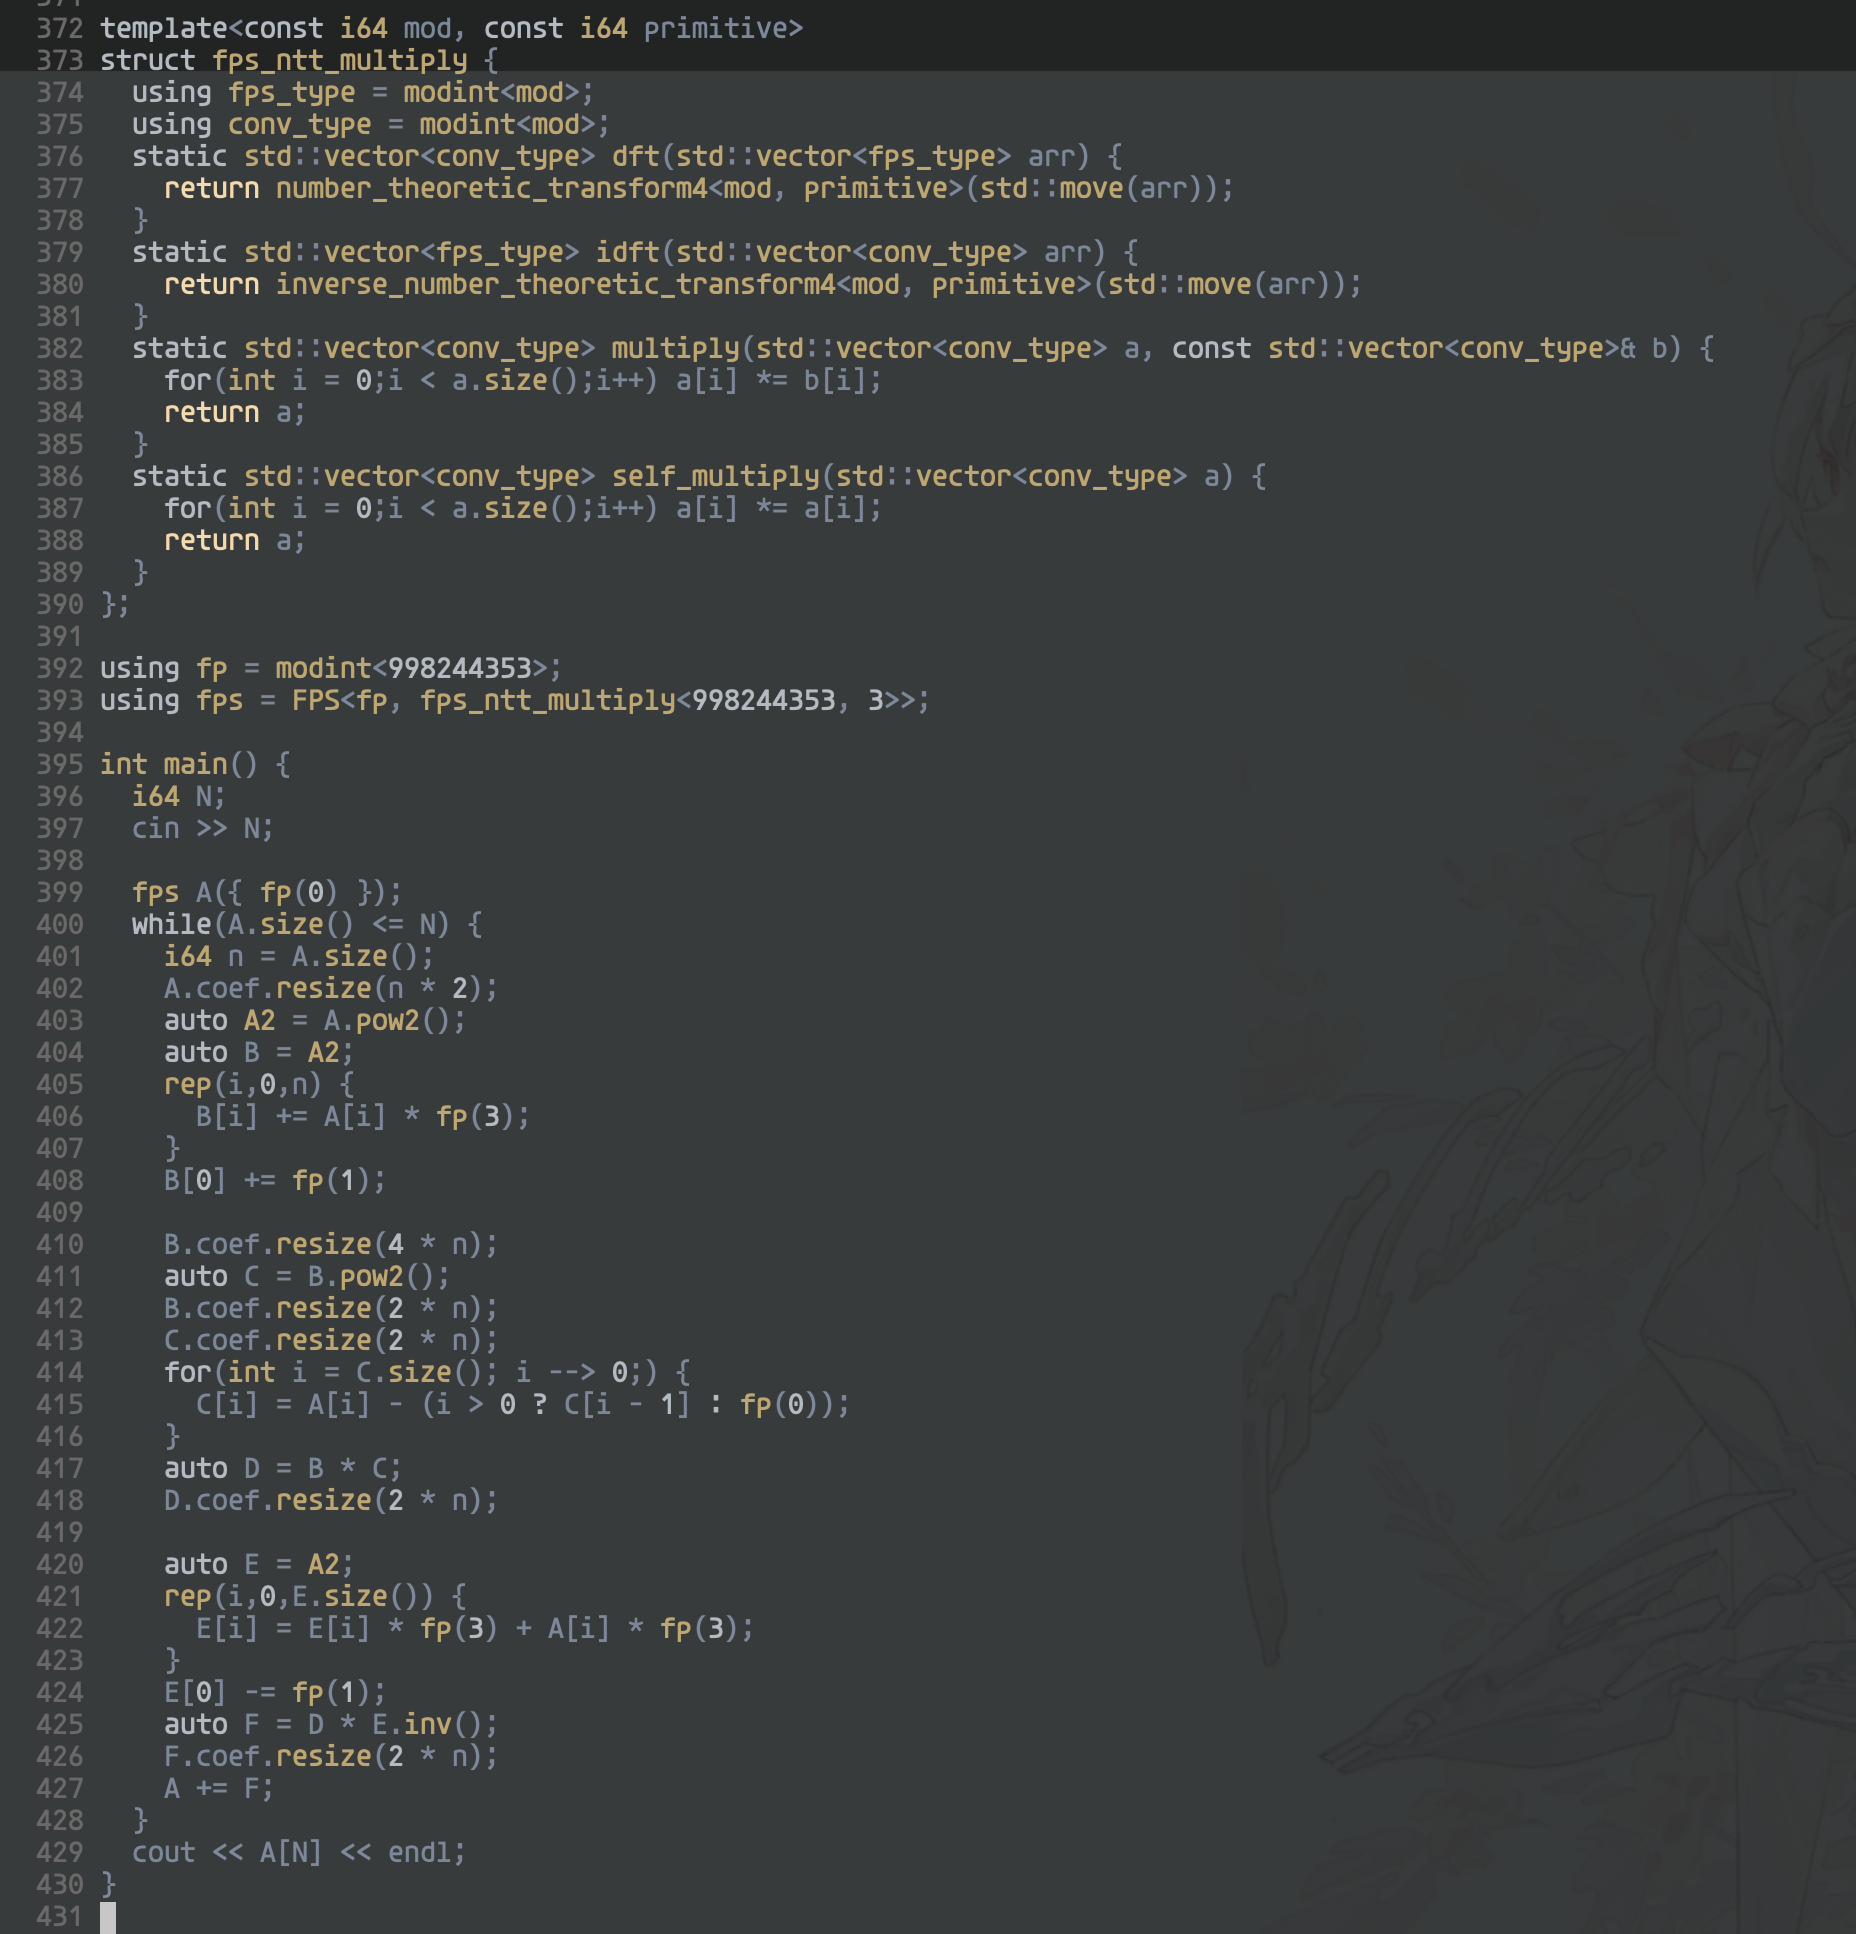 371
372 template<const i64 mod, const i64 primitive>
373 struct fps_ntt_multiply {
374   using fps_type = modint<mod>;
375   using conv_type = modint<mod>;
376   static std::vector<conv_type> dft(std::vector<fps_type> arr) {
377     return number_theoretic_transform4<mod, primitive>(std::move(arr));
378   }
379   static std::vector<fps_type> idft(std::vector<conv_type> arr) {
380     return inverse_number_theoretic_transform4<mod, primitive>(std::move(arr));
381   }
382   static std::vector<conv_type> multiply(std::vector<conv_type> a, const std::vector<conv_type>& b) {
383     for(int i = 0;i < a.size();i++) a[i] *= b[i];
384     return a;
385   }
386   static std::vector<conv_type> self_multiply(std::vector<conv_type> a) {
387     for(int i = 0;i < a.size();i++) a[i] *= a[i];
388     return a;
389   }
390 };
391
392 using fp = modint<998244353>;
393 using fps = FPS<fp, fps_ntt_multiply<998244353, 3>>;
394
395 int main() {
396   i64 N;
397   cin >> N;
398
399   fps A({ fp(0) });
400   while(A.size() <= N) {
401     i64 n = A.size();
402     A.coef.resize(n * 2);
403     auto A2 = A.pow2();
404     auto B = A2;
405     rep(i,0,n) {
406       B[i] += A[i] * fp(3);
407     }
408     B[0] += fp(1);
409
410     B.coef.resize(4 * n);
411     auto C = B.pow2();
412     B.coef.resize(2 * n);
413     C.coef.resize(2 * n);
414     for(int i = C.size(); i --> 0;) {
415       C[i] = A[i] - (i > 0 ? C[i - 1] : fp(0));
416     }
417     auto D = B * C;
418     D.coef.resize(2 * n);
419
420     auto E = A2;
421     rep(i,0,E.size()) {
422       E[i] = E[i] * fp(3) + A[i] * fp(3);
423     }
424     E[0] -= fp(1);
425     auto F = D * E.inv();
426     F.coef.resize(2 * n);
427     A += F;
428   }
429   cout << A[N] << endl;
430 }
431